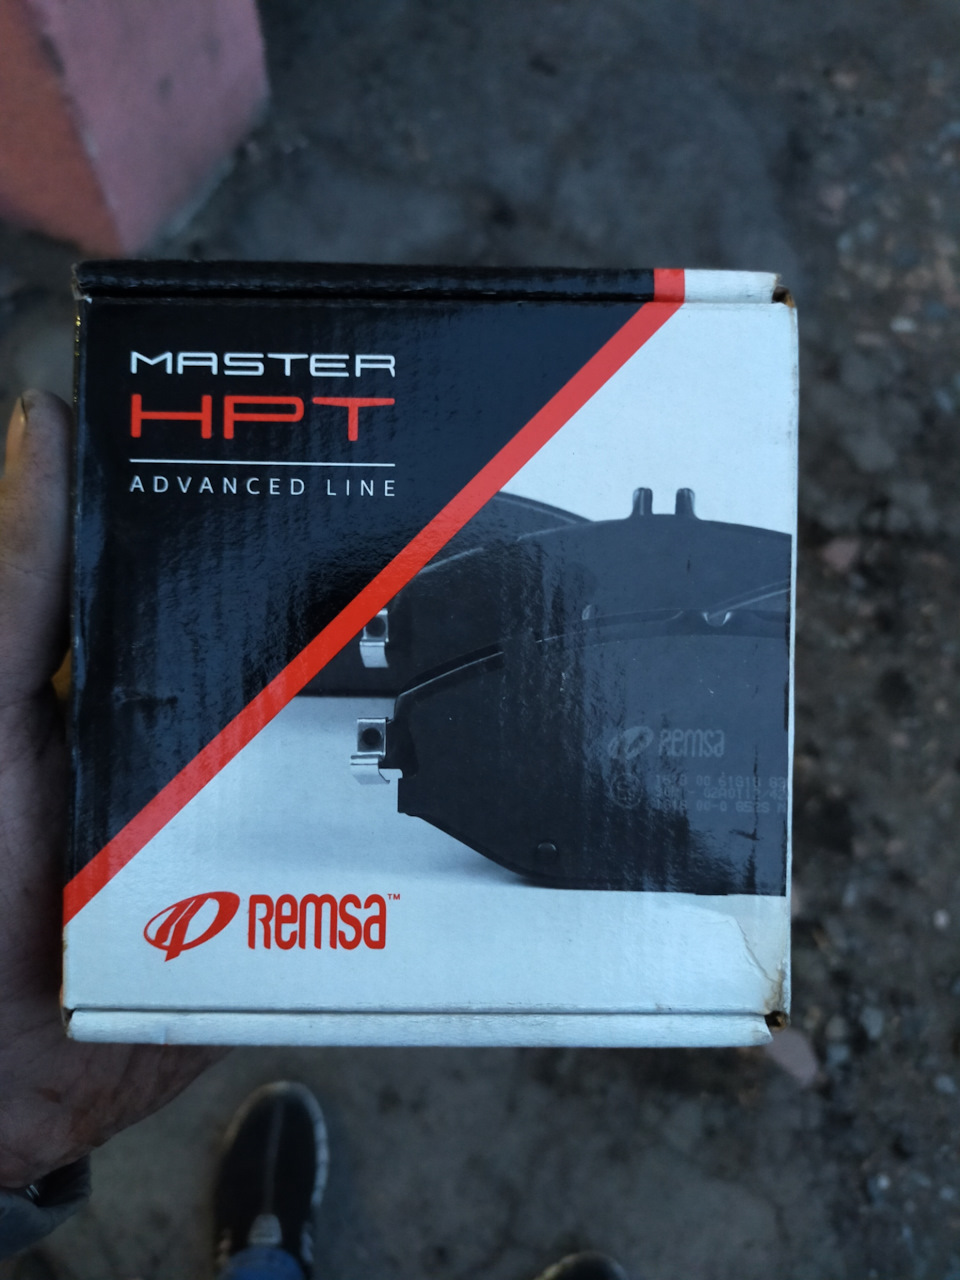 MASTER
HPT
ADVANCED LINE
Remsa
Remsa™